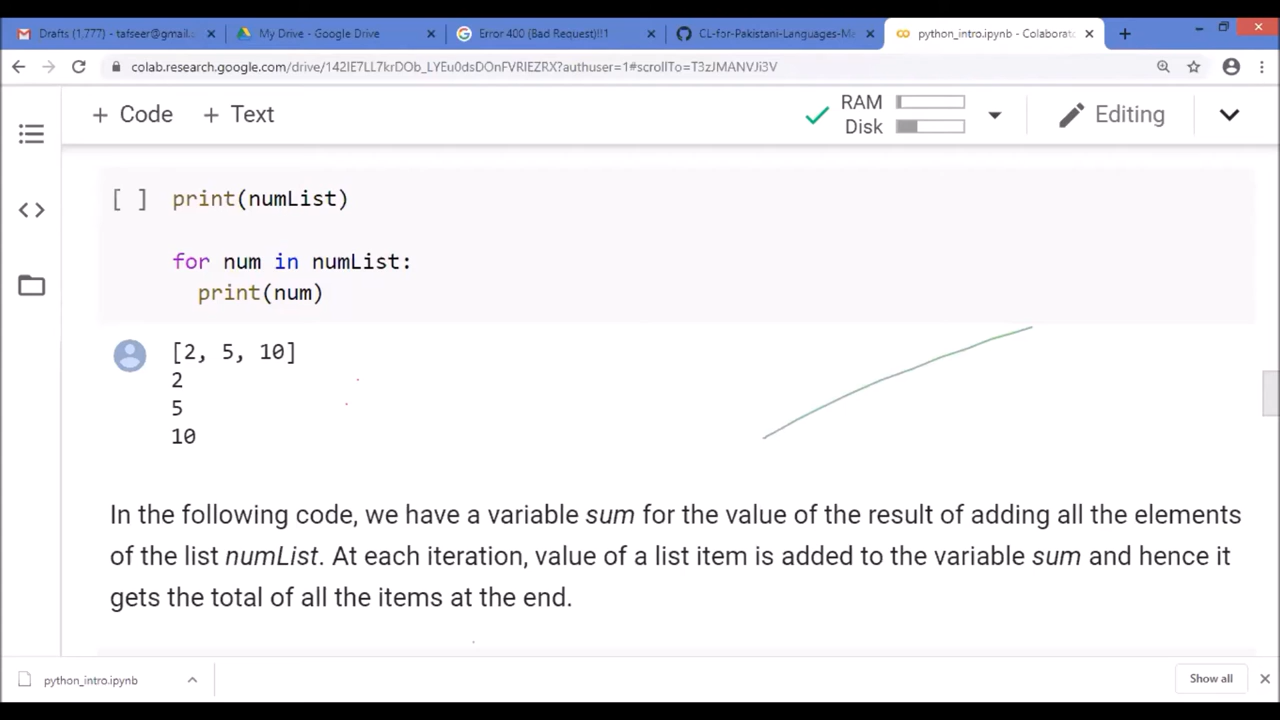 Drafts (1,777) - tafseer@gmail.
My Drive - Google Drive
Error 400 (Bad Request)!!1
CL-for-Pakistani-Languages-Ma
python_intro.ipynb - Colaborato
colab.research.google.com/drive/142IE7LL7krDOb_LYEu0dsDOnFVRIEZRX?authuser=1#scrollTo=T3zJMANVJi3V
+ Code + Text
RAM
Disk
Editing
[ ] print(numList)
for num in numList:
print(num)
[2, 5, 10]
2
5
10
In the following code, we have a variable sum for the value of the result of adding all the elements
of the list numList. At each iteration, value of a list item is added to the variable sum and hence it
gets the total of all the items at the end.
python_intro.ipynb
Show all